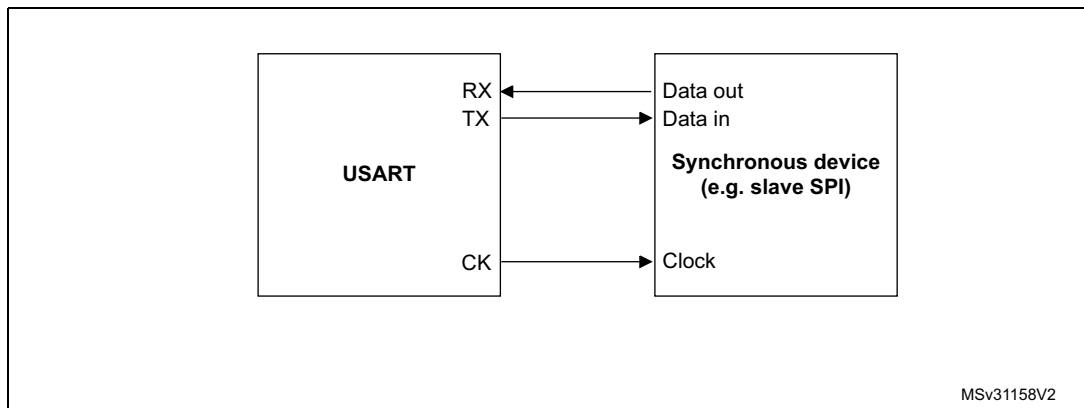 RX
TX
USART
CK
Data out
Data in
Synchronous device
(e.g. slave SPI)
Clock
MSv31158V2